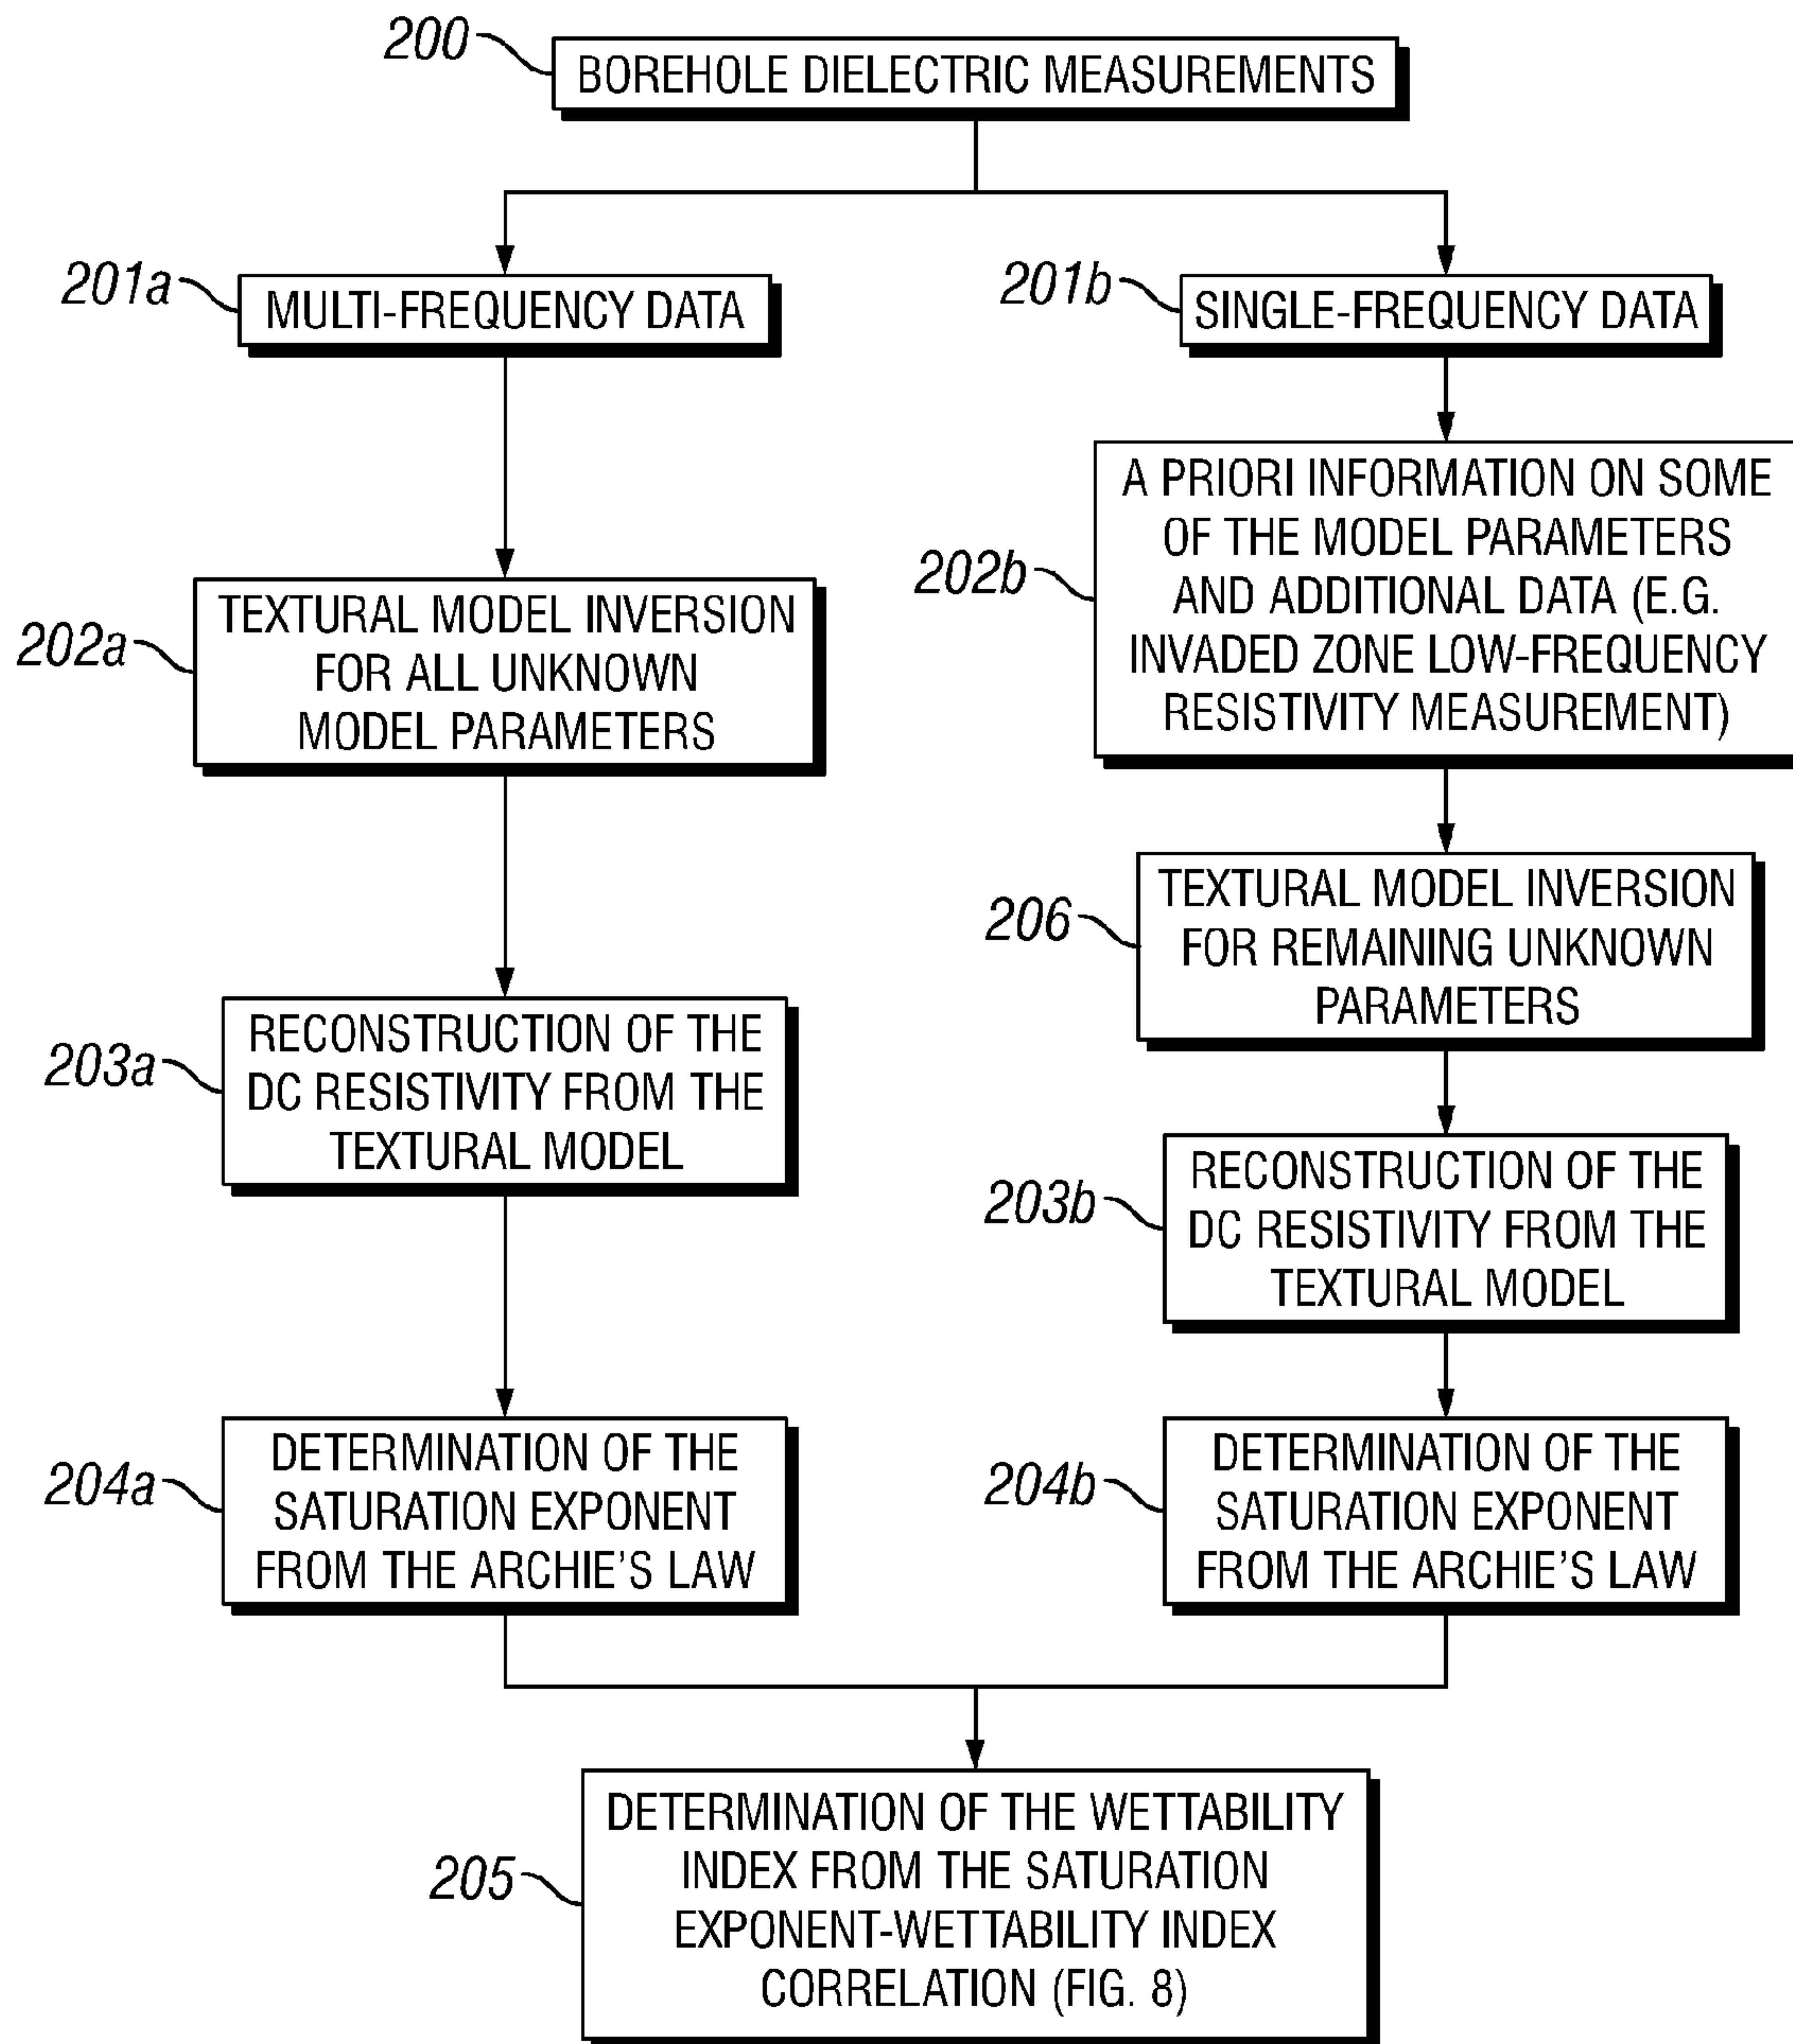 200
BOREHOLE DIELECTRIC MEASUREMENTS
201a
MULTI-FREQUENCY DATA
201b
SINGLE-FREQUENCY DATA
202a
TEXTURAL MODEL INVERSION
FOR ALL UNKNOWN
MODEL PARAMETERS
202b
A PRIORI INFORMATION ON SOME
OF THE MODEL PARAMETERS
AND ADDITIONAL DATA (E.G.
INVADED ZONE LOW-FREQUENCY
RESISTIVITY MEASUREMENT)
206
TEXTURAL MODEL INVERSION
FOR REMAINING UNKNOWN
PARAMETERS
203a
RECONSTRUCTION OF THE
DC RESISTIVITY FROM THE
TEXTURAL MODEL
203b
RECONSTRUCTION OF THE
DC RESISTIVITY FROM THE
TEXTURAL MODEL
204a
DETERMINATION OF THE
SATURATION EXPONENT
FROM THE ARCHIE'S LAW
204b
DETERMINATION OF THE
SATURATION EXPONENT
FROM THE ARCHIE'S LAW
205
DETERMINATION OF THE WETTABILITY
INDEX FROM THE SATURATION
EXPONENT-WETTABILITY INDEX
CORRELATION (FIG. 8)